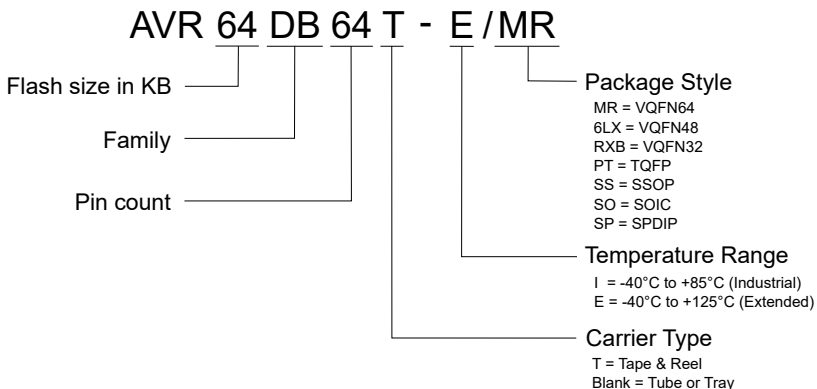 AVR 64 DB 64 T - E / MR
Flash size in KB
Family
Pin count
Package Style
MR = VQFN64
6LX = VQFN48
RXB = VQFN32
PT = TQFP
SS = SSOP
SO = SOIC
SP = SPDIP
Temperature Range
I = -40°C to +85°C (Industrial)
E = -40°C to +125°C (Extended)
Carrier Type
T = Tape & Reel
Blank = Tube or Tray